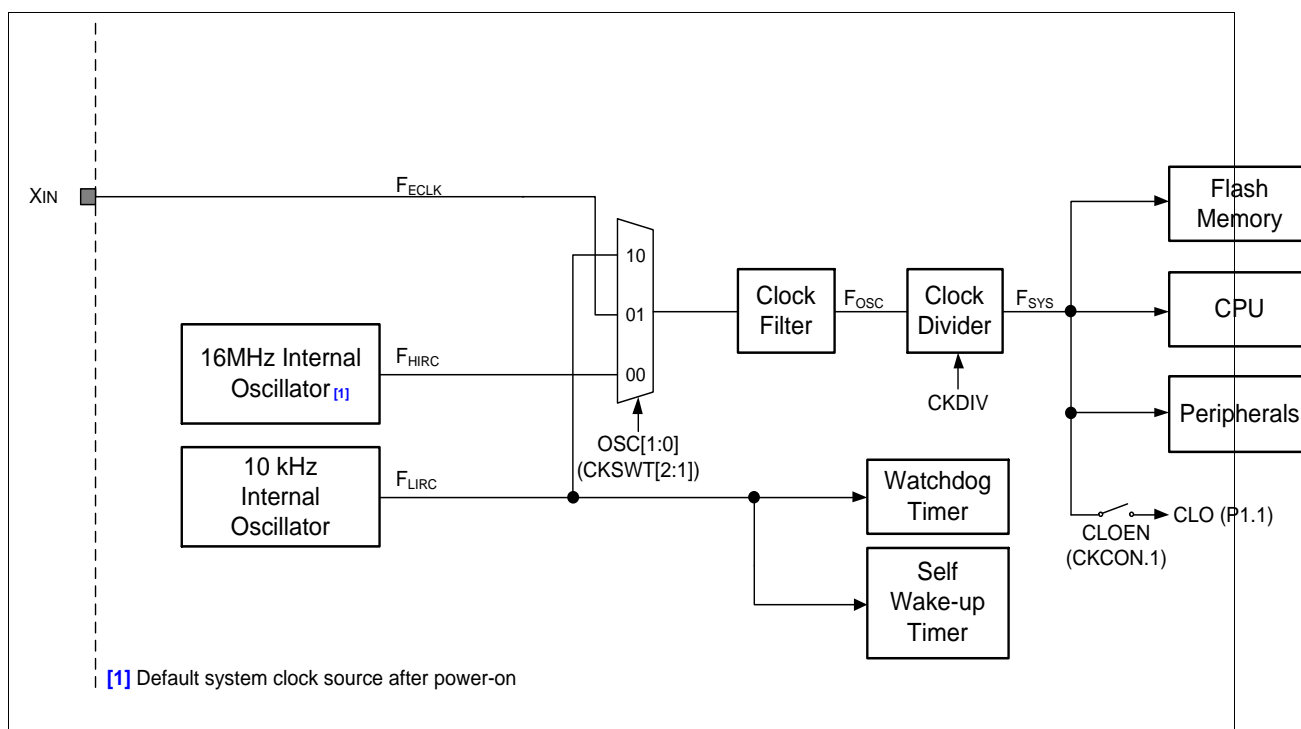 XIN
FECLK
10
01
00
16MHz Internal
Oscillator[1]
FHIRC
OSC[1:0]
(CKSWT[2:1])
10 kHz
Internal
Oscillator
FLIRC
Clock
Filter
FOSC
Clock
Divider
FSYS
CKDIV
Flash
Memory
CPU
Peripherals
Watchdog
Timer
Self
Wake-up
Timer
CLO (P1.1)
CLOEN
(CKCON.1)
[1] Default system clock source after power-on